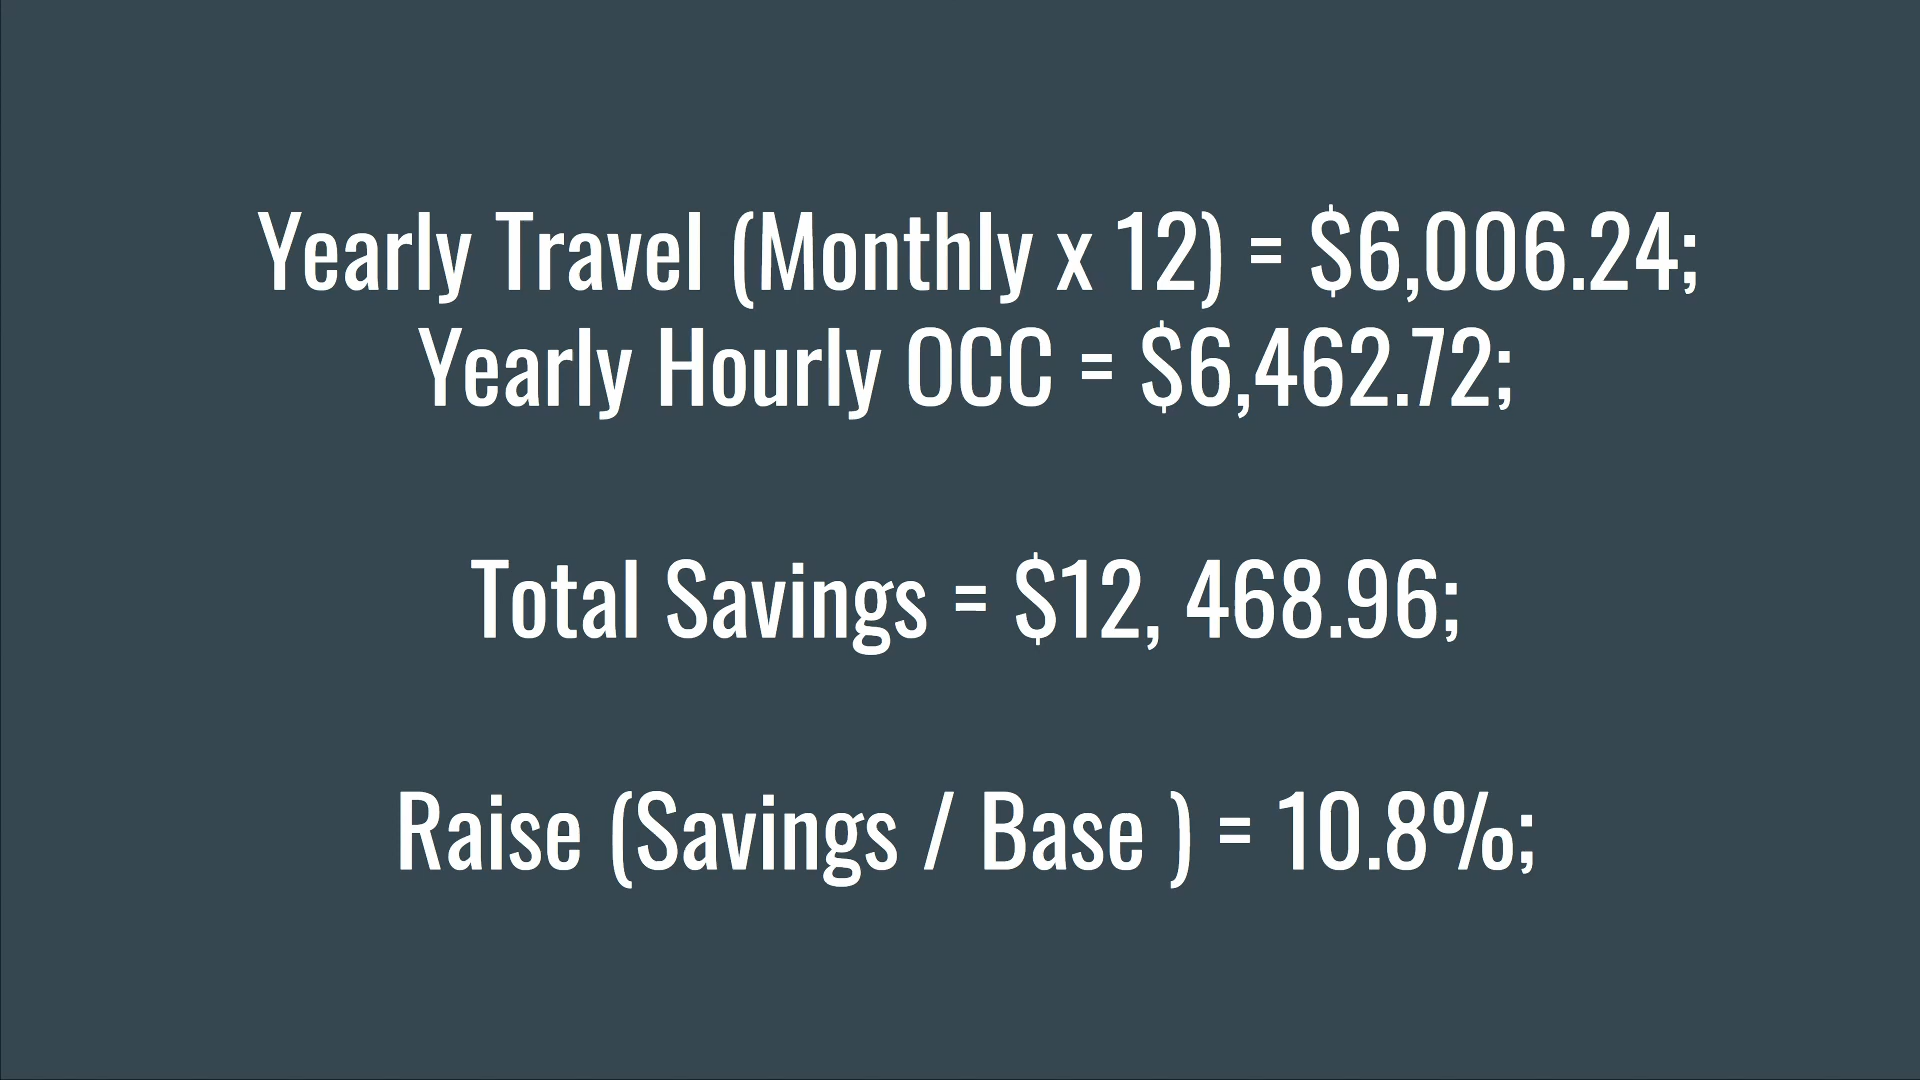 Yearly Travel (Monthly x 12) = $6,006.24;
Yearly Hourly OCC = $6,462.72;
Total Savings = $12, 468.96;
Raise (Savings / Base ) = 10.8%;